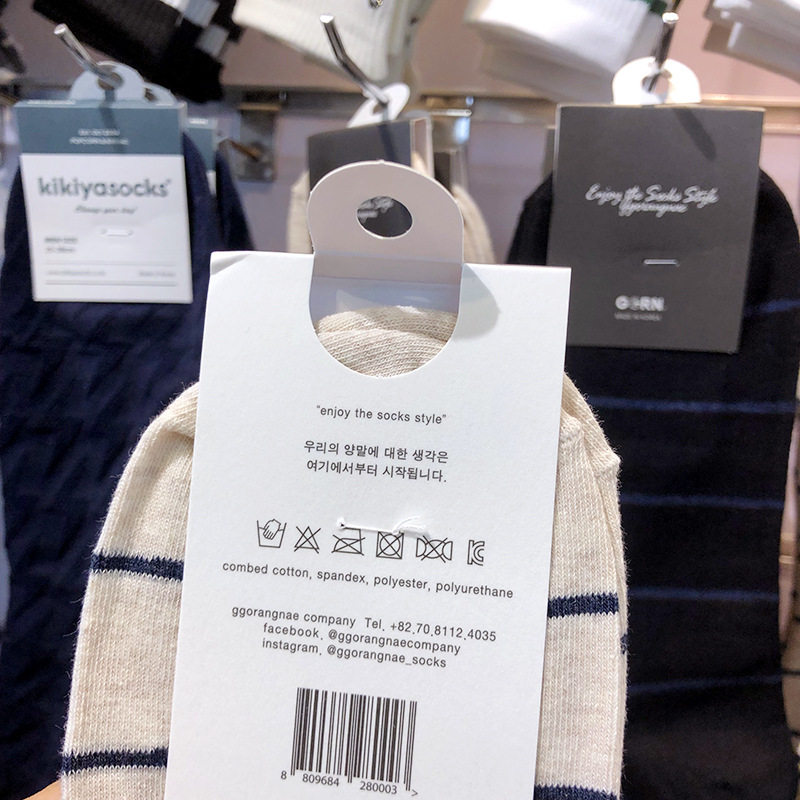 kikiyasocks
Enjoy the Socks Style
ggorangnae
GGRN
"enjoy the socks style"
우리의 양말에 대한 생각은
여기에서부터 시작됩니다.
combed cotton, spandex, polyester, polyurethane
ggorangnae company Tel. +82.70.8112.4035
facebook. @ggorangnaecompany
instagram. @ggorangnae_socks
8 809684 280003 >